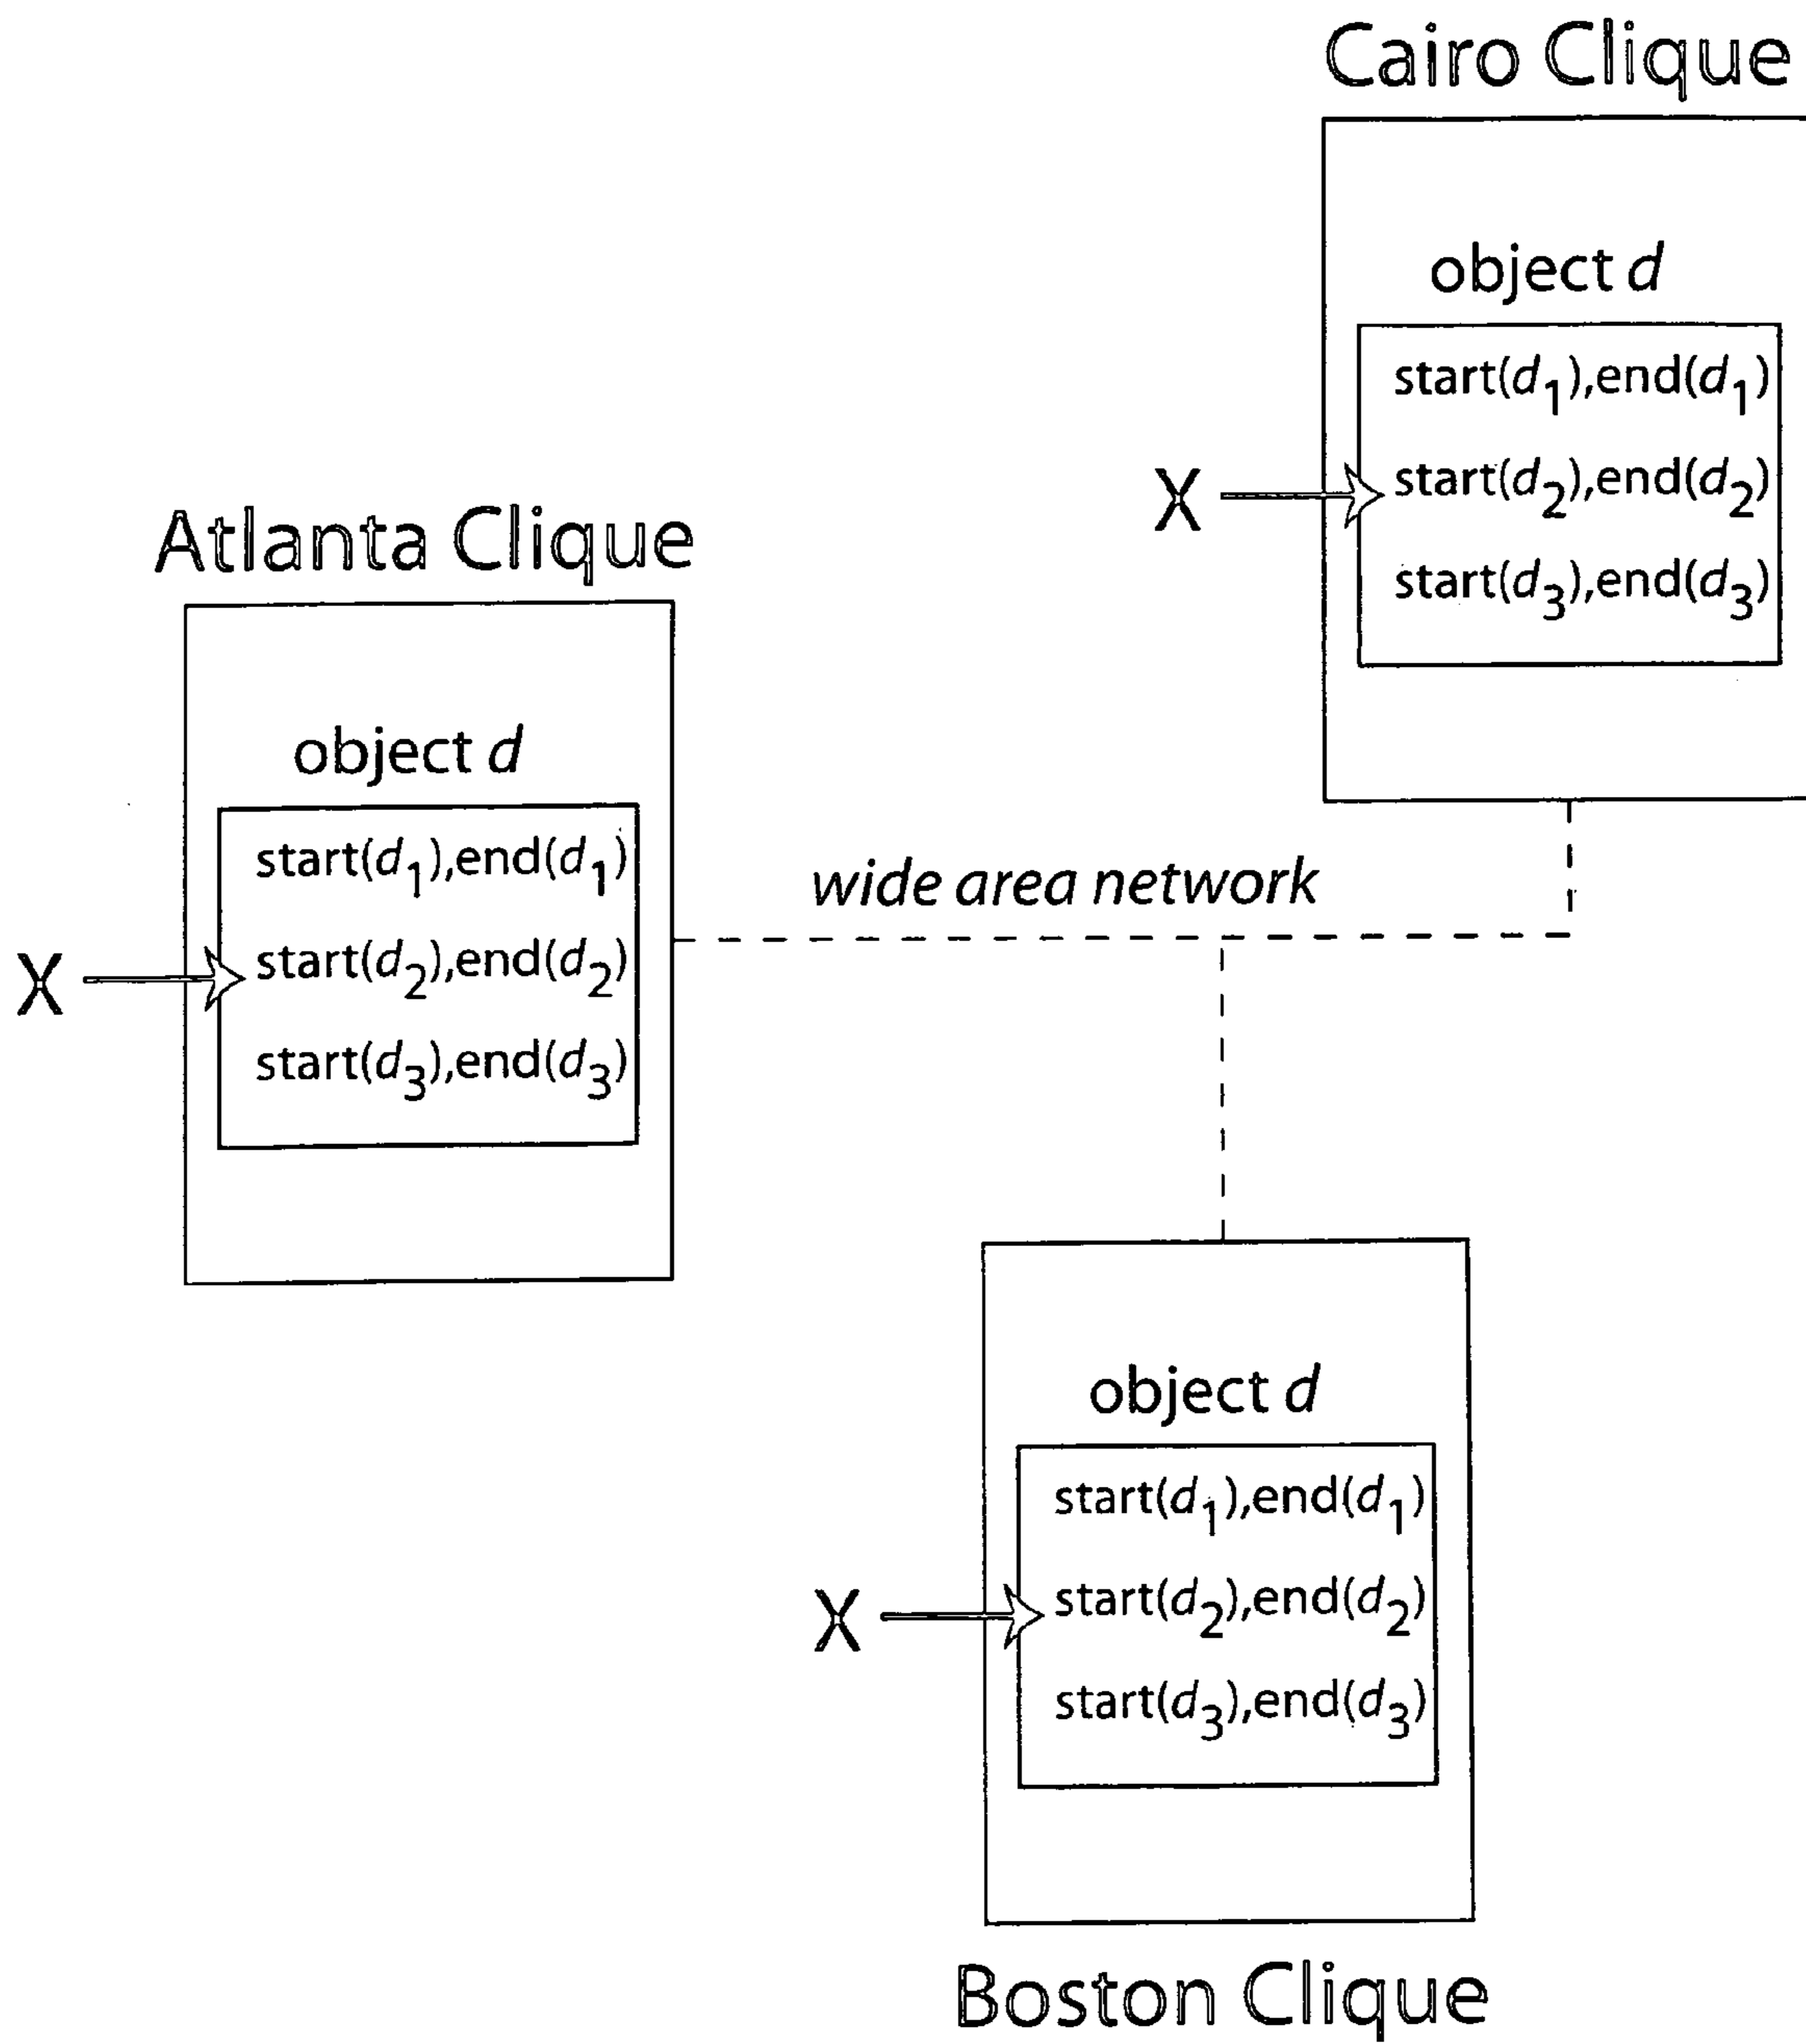 Cairo Clique
object d
start(d1),end(d1)
X
start(d2),end(d2)
start(d3),end(d3)
Atlanta Clique
object d
start(d1),end(d1)
X
start(d2),end(d2)
start(d3),end(d3)
wide area network
object d
start(d1),end(d1)
X
start(d2),end(d2)
start(d3),end(d3)
Boston Clique